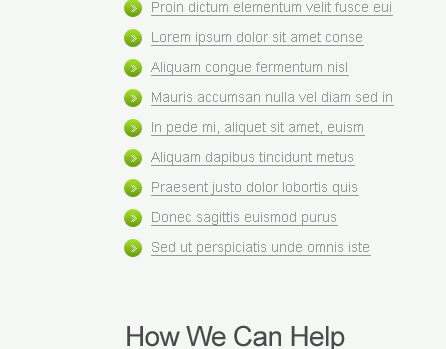 Proin dictum elementum velit fusce eui
Lorem ipsum dolor sit amet conse
Aliquam congue fermentum nisl
Mauris accumsan nulla vel diam sed in
In pede mi, aliquet sit amet, euism
Aliquam dapibus tincidunt metus
Praesent justo dolor lobortis quis
Donec sagittis euismod purus
Sed ut perspiciatis unde omnis iste
How We Can Help